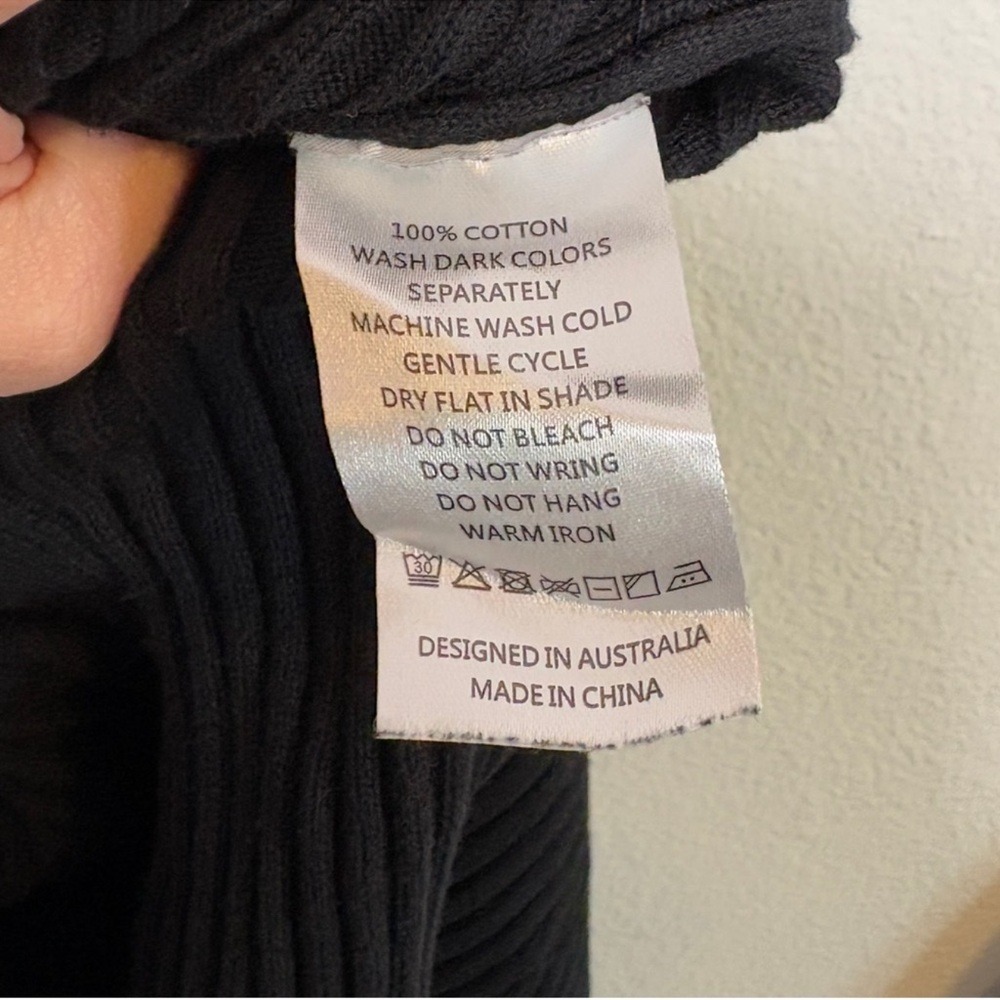 100% COTTON
WASH DARK COLORS
SEPARATELY
MACHINE WASH COLD
GENTLE CYCLE
DRY FLAT IN SHADE
DO NOT BLEACH
DO NOT WRING
DO NOT HANG
WARM IRON
30
DESIGNED IN AUSTRALIA
MADE IN CHINA